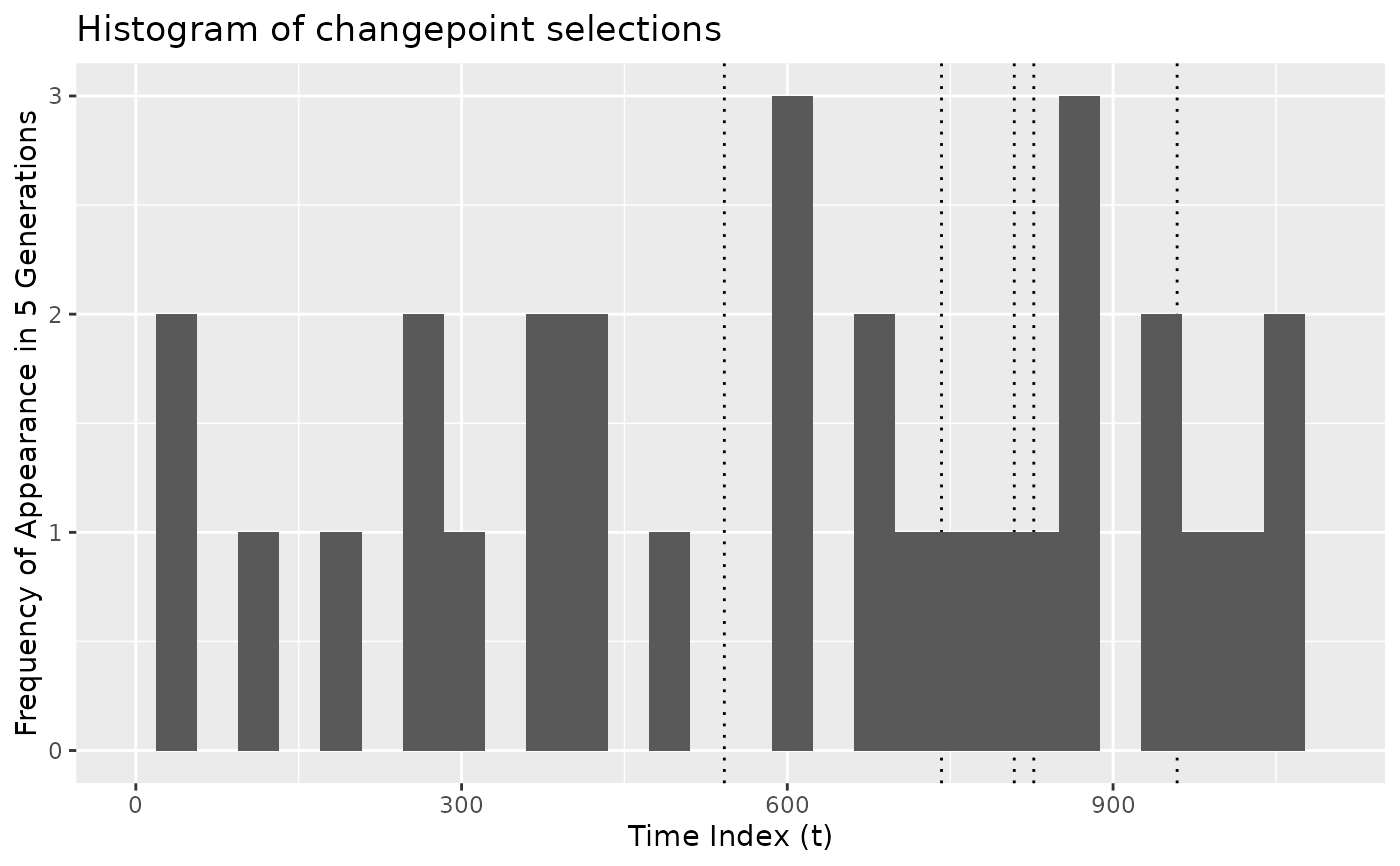 Histogram of changepoint selections
Frequency of Appearance in 5 Generations
3
2
1
0
0 300 600 900
Time Index (t)